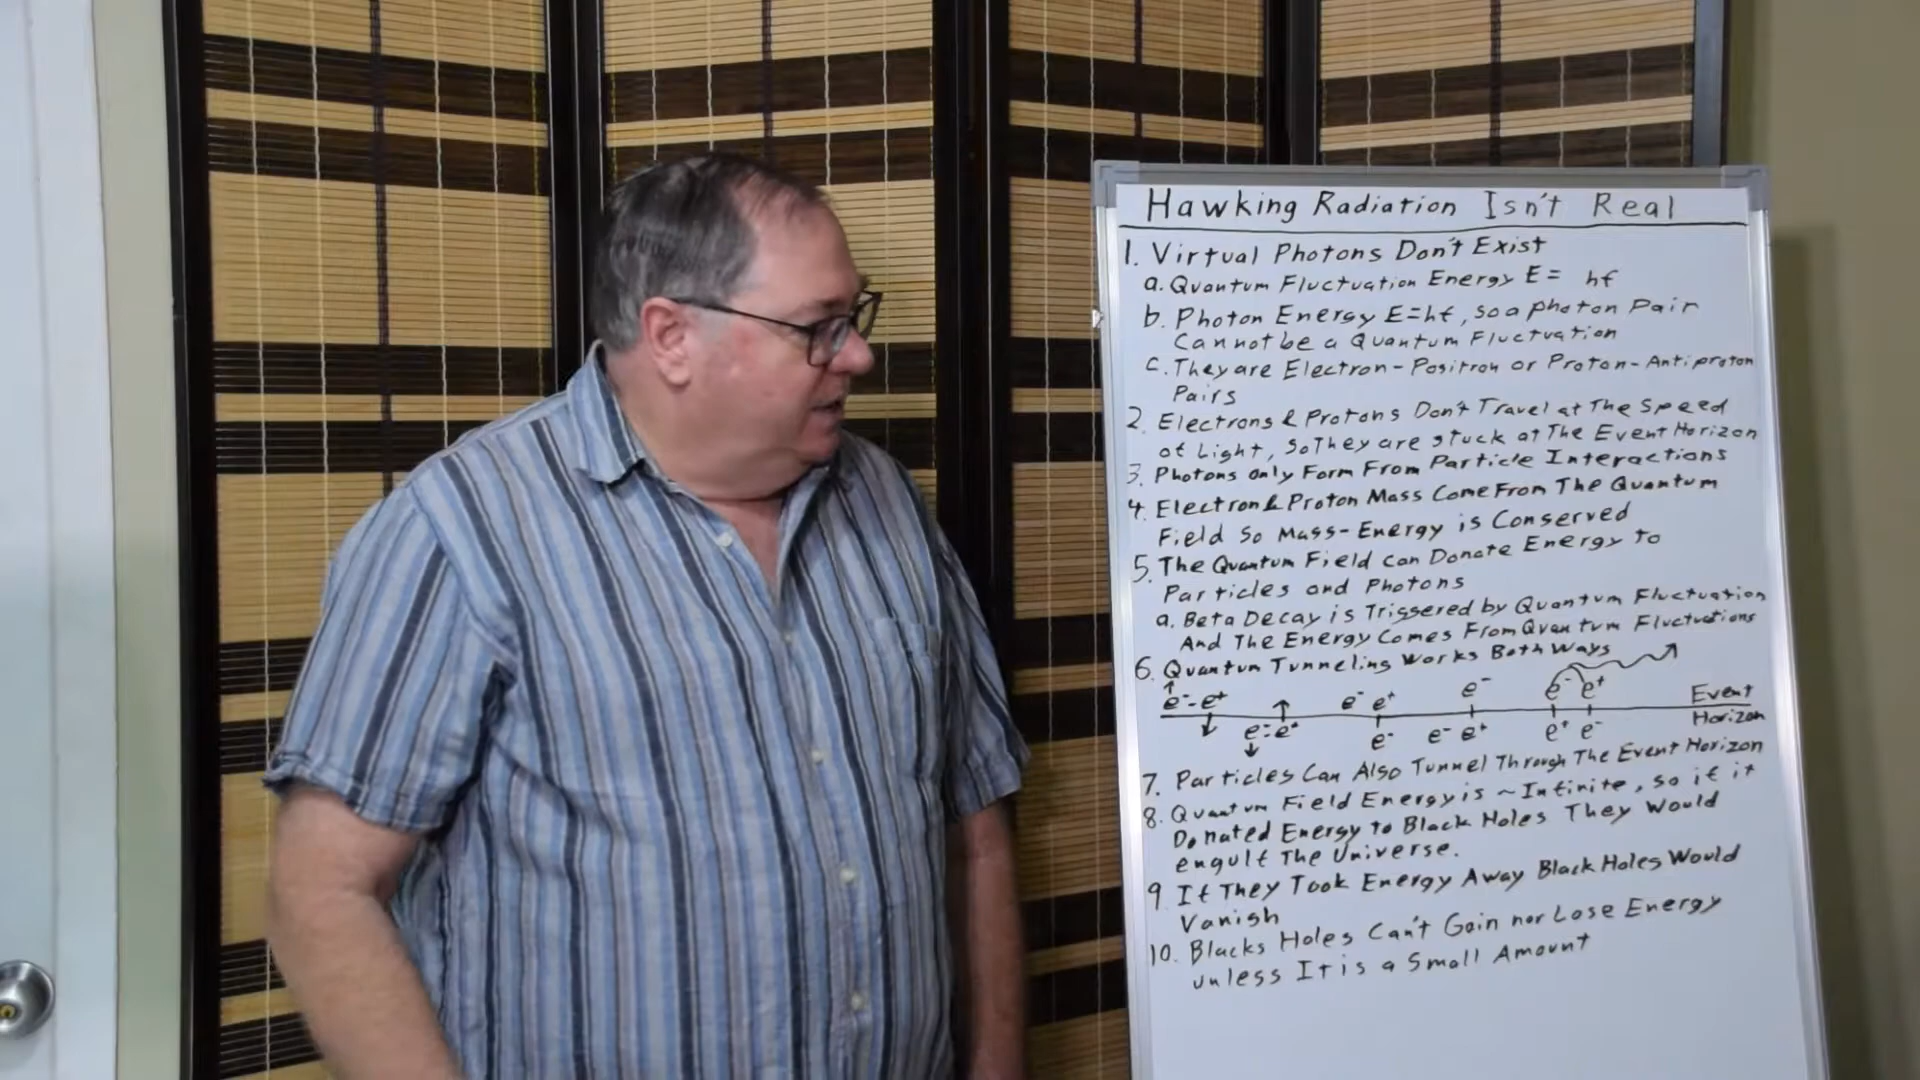 Hawking Radiation Isn't Real
1. Virtual Photons Don't Exist
a. Quantum Fluctuation Energy E= hf
b. Photon Energy E=hf, so a photon Pair
Cannot be a Quantum Fluctuation
c. They are Electron-Positron or Proton-Antiproton
Pairs
2. Electrons & Protons Don't Travel at The Speed
of Light, So They are stuck at The Event Horizon
3. Photons only Form From Particle Interactions
4. Electron & Proton Mass Come From The Quantum
Field So Mass-Energy is Conserved
5. The Quantum Field can Donate Energy to
Particles and Photons
a. Beta Decay is Triggered by Quantum Fluctuation
And The Energy Comes From Quantum Fluctuations
6. Quantum Tunneling Works Both Ways
e⁻ - e⁺ e⁻ e⁺ e⁻ e⁻ e⁺ Event
e⁻ - e⁺ e⁻ e⁻ e⁺ e⁺ e⁻ Horizon
7. Particles Can Also Tunnel Through The Event Horizon
8. Quantum Field Energy is ~Infinite, so if it
Donated Energy to Black Holes They Would
engulf The Universe.
9 If They Took Energy Away Black Holes Would
Vanish
10. Blacks Holes Can't Gain nor Lose Energy
unless It is a Small Amount